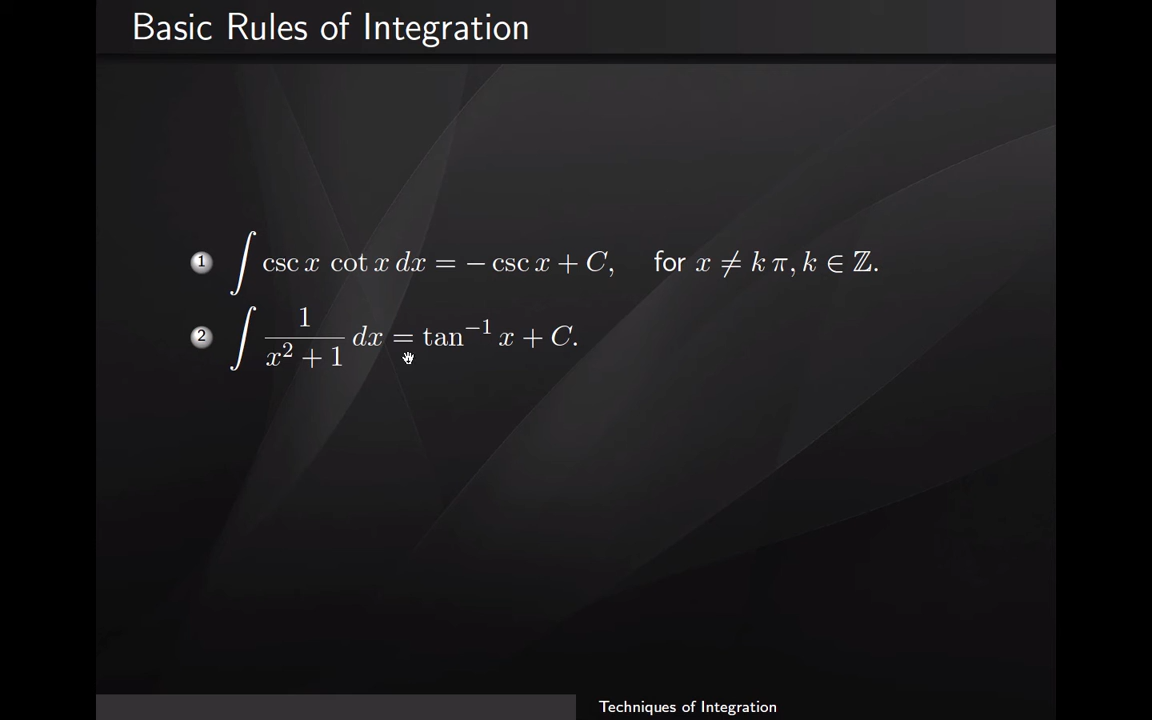 Basic Rules of Integration
1 ∫ csc x cot x dx = − csc x + C, for x ≠ k π, k ∈ ℤ.
2 ∫ 1/(x² + 1) dx = tan⁻¹ x + C.
Techniques of Integration